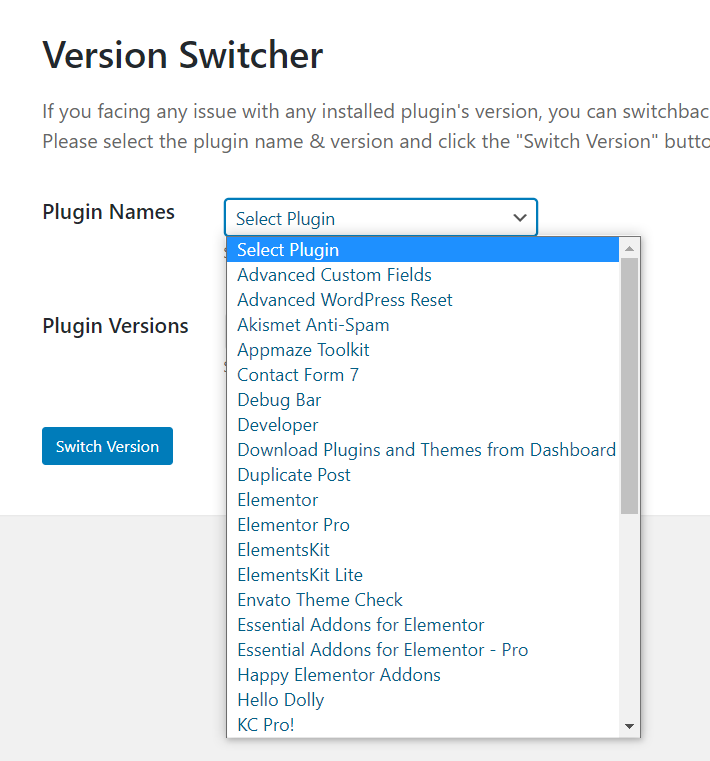 Version Switcher
If you facing any issue with any installed plugin's version, you can switchbac
Please select the plugin name & version and click the "Switch Version" butto
Plugin Names
Select Plugin
Select Plugin
Advanced Custom Fields
Advanced WordPress Reset
Akismet Anti-Spam
Plugin Versions
Appmaze Toolkit
Contact Form 7
Debug Bar
Developer
Switch Version
Download Plugins and Themes from Dashboard
Duplicate Post
Elementor
Elementor Pro
ElementsKit
ElementsKit Lite
Envato Theme Check
Essential Addons for Elementor
Essential Addons for Elementor - Pro
Happy Elementor Addons
Hello Dolly
KC Pro!